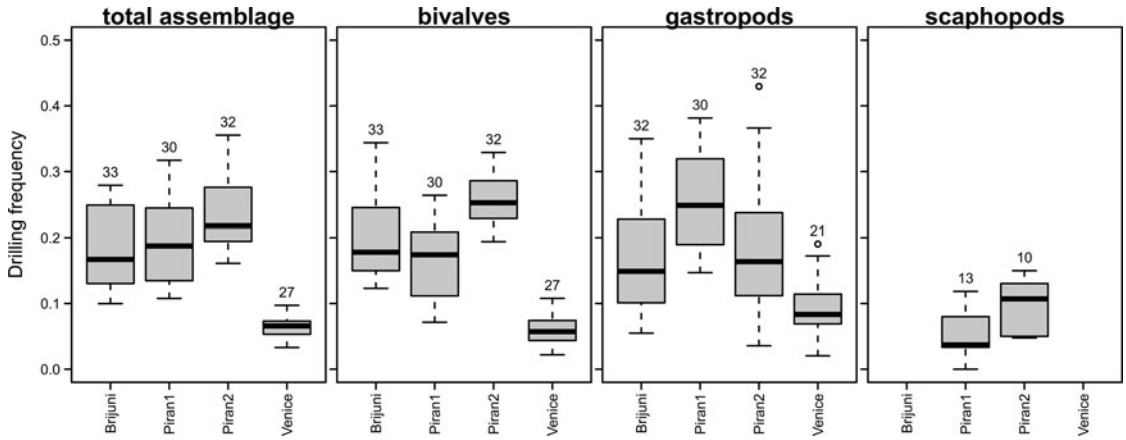 total assemblage
bivalves
gastropods
scaphopods
Drilling frequency
0.5
0.4
0.3
0.2
0.1
0.0
33
30
32
27
33
30
32
27
32
30
32
21
13
10
Brijuni
Piran1
Piran2
Venice
Brijuni
Piran1
Piran2
Venice
Brijuni
Piran1
Piran2
Venice
Brijuni
Piran1
Piran2
Venice